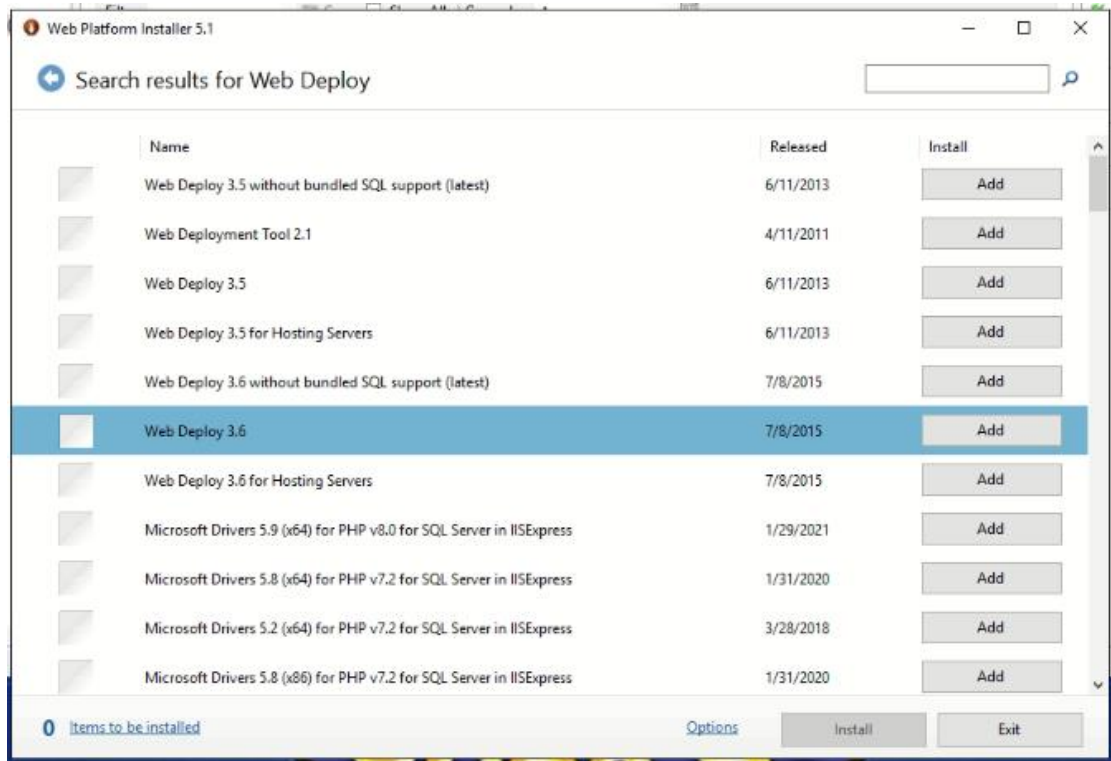 Web Platform Installer 5.1
Search results for Web Deploy
Name Released Install
Web Deploy 3.5 without bundled SQL support (latest) 6/11/2013 Add
Web Deployment Tool 2.1 4/11/2011 Add
Web Deploy 3.5 6/11/2013 Add
Web Deploy 3.5 for Hosting Servers 6/11/2013 Add
Web Deploy 3.6 without bundled SQL support (latest) 7/8/2015 Add
Web Deploy 3.6 7/8/2015 Add
Web Deploy 3.6 for Hosting Servers 7/8/2015 Add
Microsoft Drivers 5.9 (x64) for PHP v8.0 for SQL Server in IISExpress 1/29/2021 Add
Microsoft Drivers 5.8 (x64) for PHP v7.2 for SQL Server in IISExpress 1/31/2020 Add
Microsoft Drivers 5.2 (x64) for PHP v7.2 for SQL Server in IISExpress 3/28/2018 Add
Microsoft Drivers 5.8 (x86) for PHP v7.2 for SQL Server in IISExpress 1/31/2020 Add
0 Items to be installed Options Install Exit